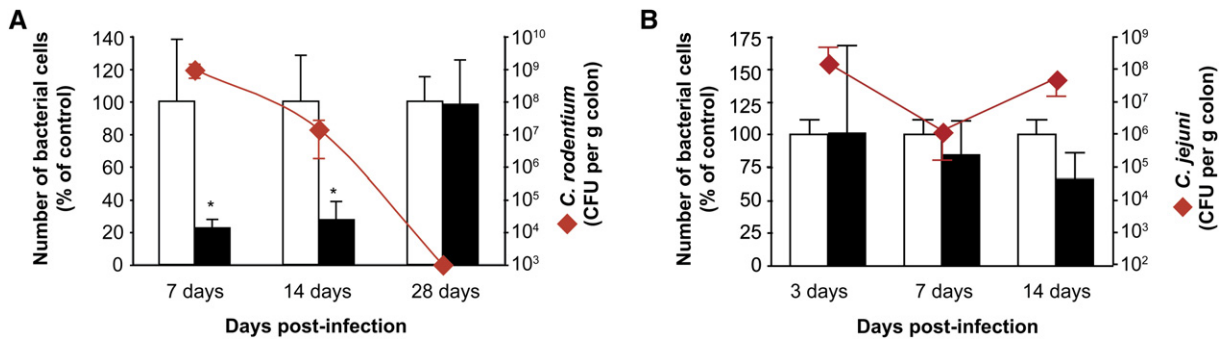 A
Number of bacterial cells
(% of control)
140
120
100
80
60
40
20
0
*
*
10^10
10^9
10^8
10^7
10^6
10^5
10^4
10^3
C. rodentium
(CFU per g colon)
7 days
14 days
28 days
Days post-infection
B
Number of bacterial cells
(% of control)
175
150
125
100
75
50
25
0
10^9
10^8
10^7
10^6
10^5
10^4
10^3
10^2
C. jejuni
(CFU per g colon)
3 days
7 days
14 days
Days post-infection